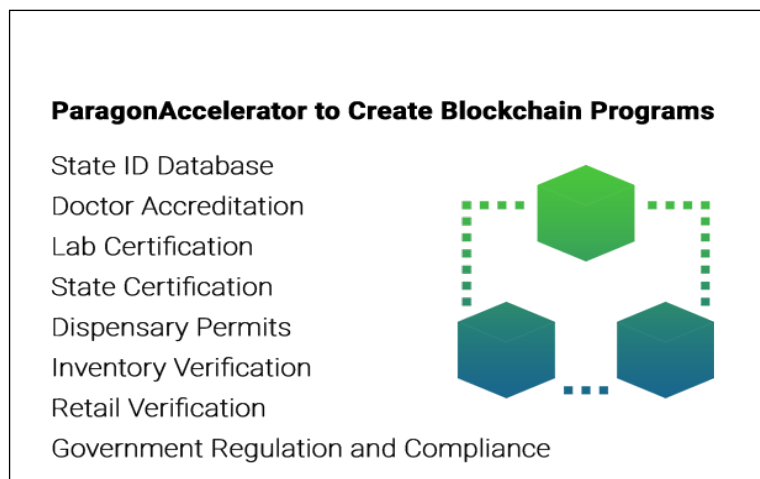 ParagonAccelerator to Create Blockchain Programs
State ID Database
Doctor Accreditation
Lab Certification
State Certification
Dispensary Permits
Inventory Verification
Retail Verification
Government Regulation and Compliance